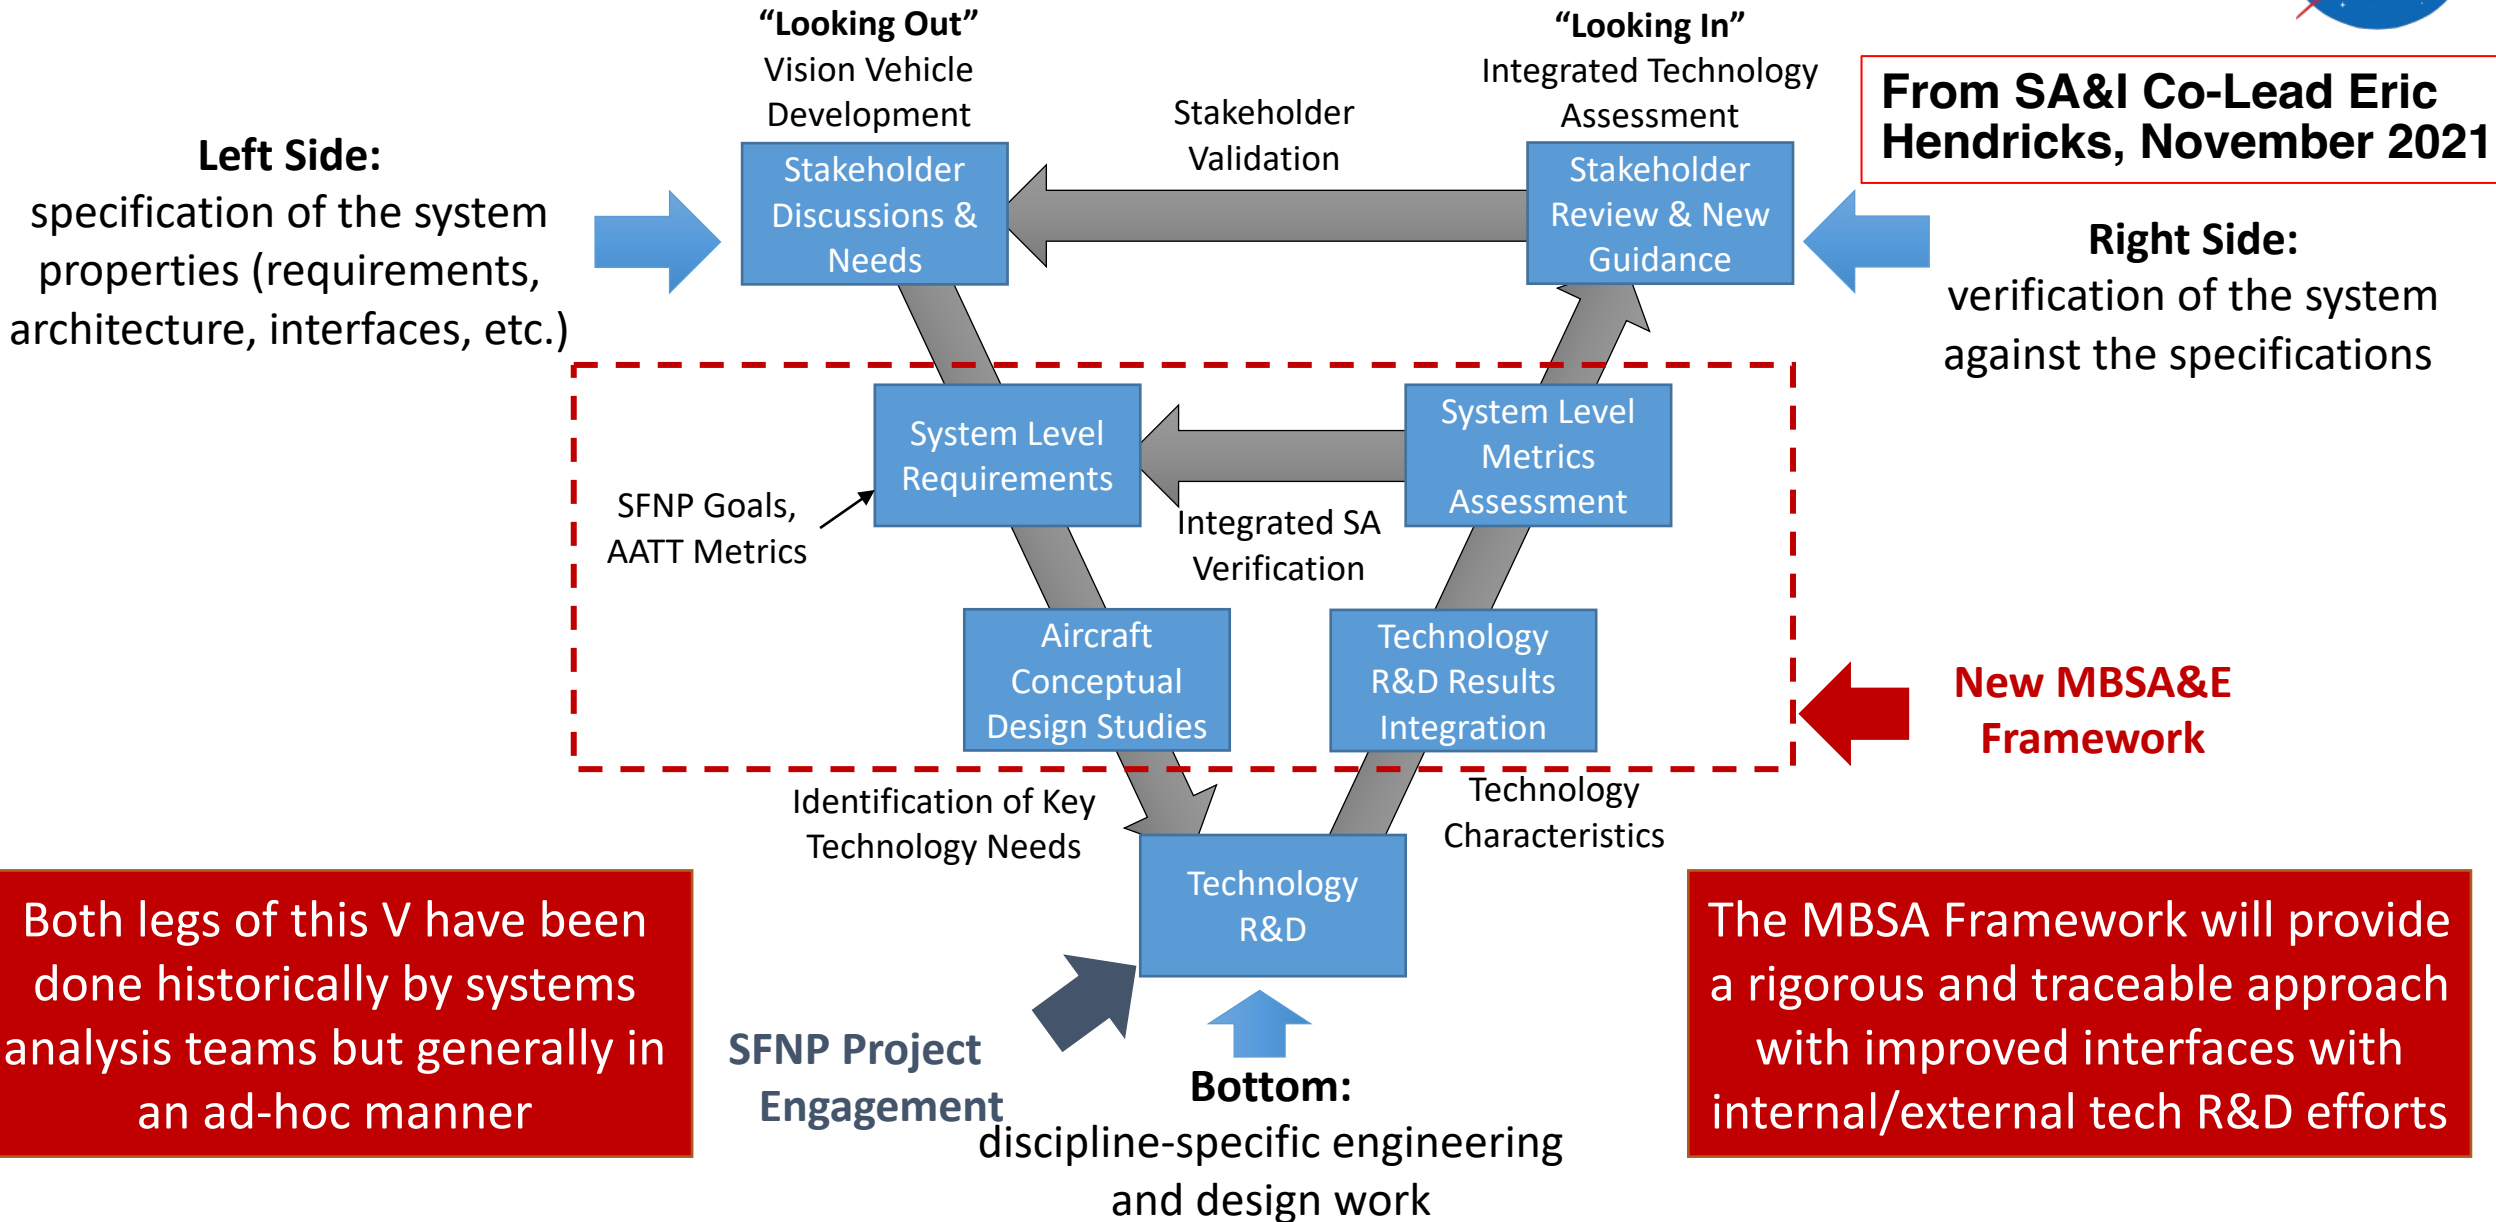 “Looking Out”
Vision Vehicle
Development
“Looking In”
Integrated Technology
Assessment
From SA&I Co-Lead Eric
Hendricks, November 2021
Left Side:
specification of the system
properties (requirements,
architecture, interfaces, etc.)
Stakeholder
Discussions &
Needs
Stakeholder
Validation
Stakeholder
Review & New
Guidance
Right Side:
verification of the system
against the specifications
System Level
Requirements
System Level
Metrics
Assessment
SFNP Goals,
AATT Metrics
Integrated SA
Verification
Aircraft
Conceptual
Design Studies
Technology
R&D Results
Integration
New MBSA&E
Framework
Identification of Key
Technology Needs
Technology
Characteristics
Technology
R&D
Both legs of this V have been
done historically by systems
analysis teams but generally in
an ad-hoc manner
The MBSA Framework will provide
a rigorous and traceable approach
with improved interfaces with
internal/external tech R&D efforts
SFNP Project
Engagement
Bottom:
discipline-specific engineering
and design work